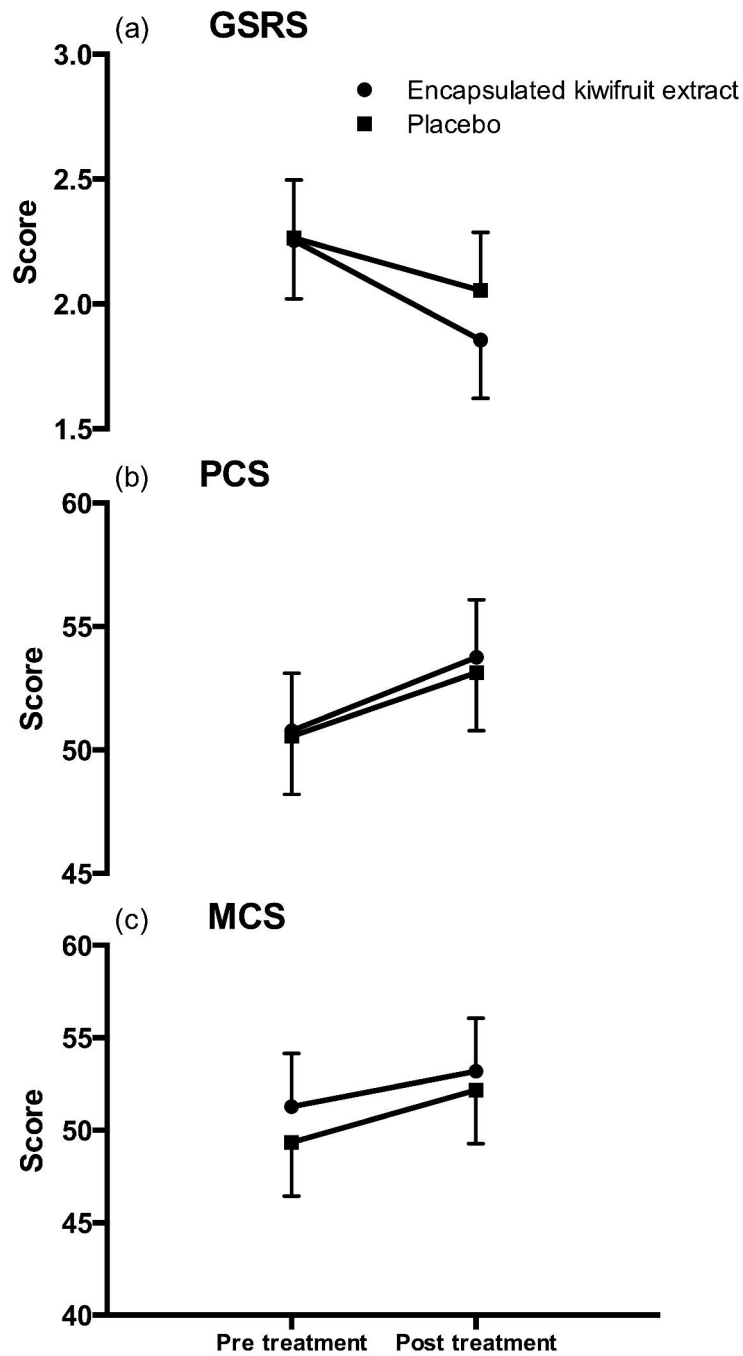 (a) GSRS
3.0
Encapsulated kiwifruit extract
Placebo
2.5
Score
2.0
1.5
(b) PCS
60
55
Score
50
45
(c) MCS
60
55
Score
50
45
40
Pre treatment Post treatment